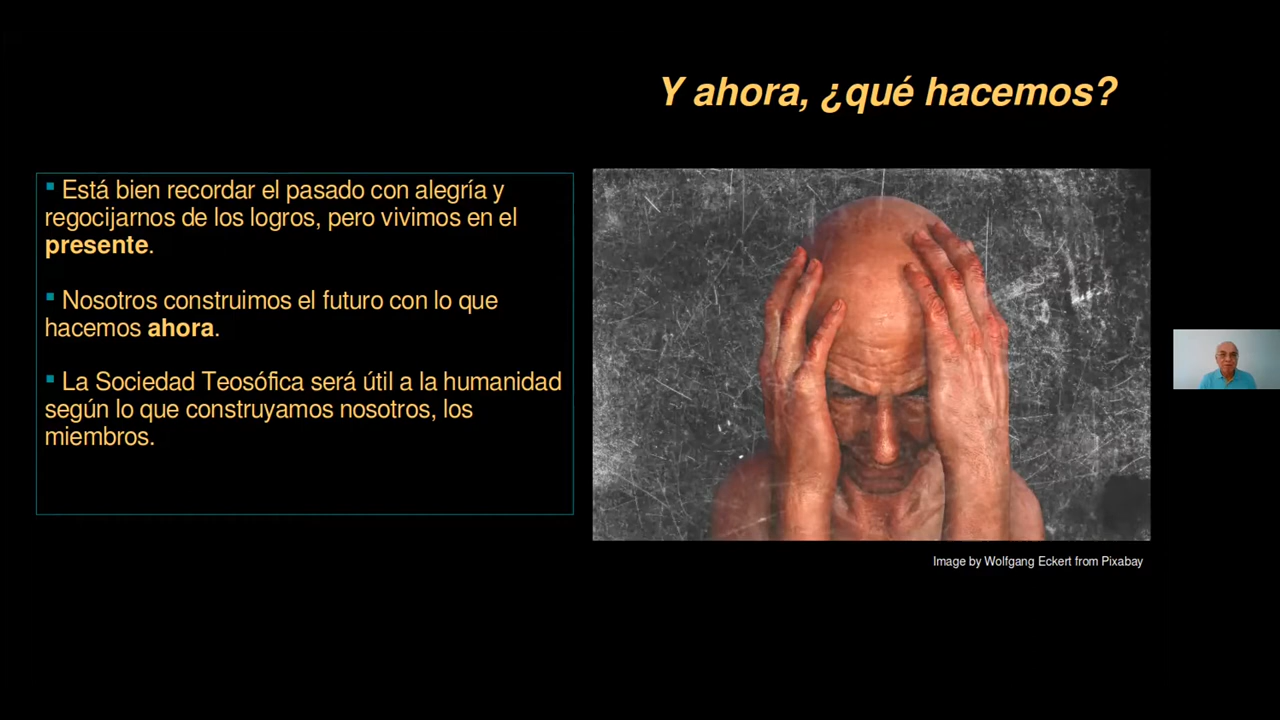 Y ahora, ¿qué hacemos?
▪ Está bien recordar el pasado con alegría y
regocijarnos de los logros, pero vivimos en el
presente.
▪ Nosotros construimos el futuro con lo que
hacemos ahora.
▪ La Sociedad Teosófica será útil a la humanidad
según lo que construyamos nosotros, los
miembros.
Image by Wolfgang Eckert from Pixabay